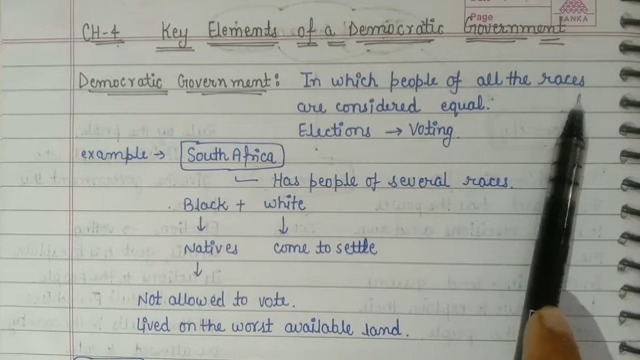 Page
CH-4 Key Elements of a Democratic Government
Democratic Government: In which people of all the races
are considered equal.
Elections → Voting.
example → South Africa
Has people of several races.
Black + white
↓ ↓
Natives come to settle
↓
Not allowed to vote.
Lived on the worst available land.